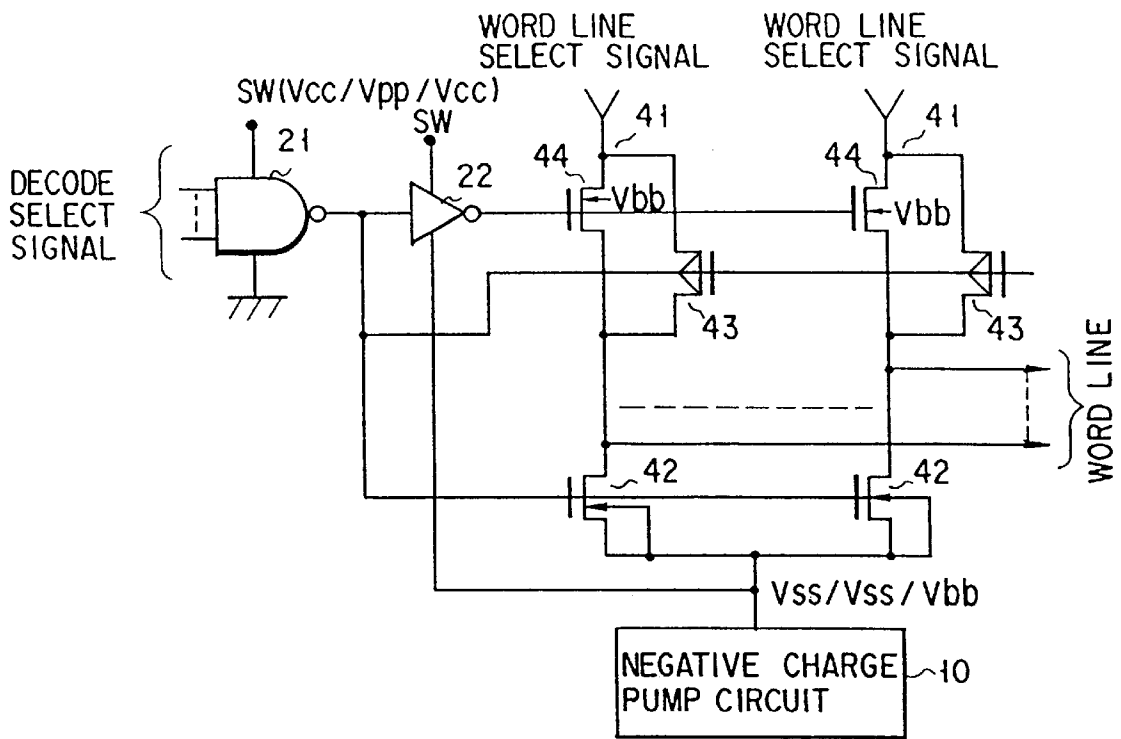 WORD LINE
SELECT SIGNAL
WORD LINE
SELECT SIGNAL
SW(Vcc/Vpp/Vcc)
SW
41
41
21
44
44
22
DECODE
SELECT
SIGNAL
Vbb
Vbb
43
43
WORD LINE
42
42
Vss/Vss/Vbb
NEGATIVE CHARGE
PUMP CIRCUIT
10